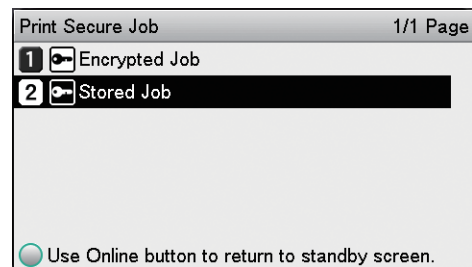 Print Secure Job 1/1 Page
1 Encrypted Job
2 Stored Job
Use Online button to return to standby screen.